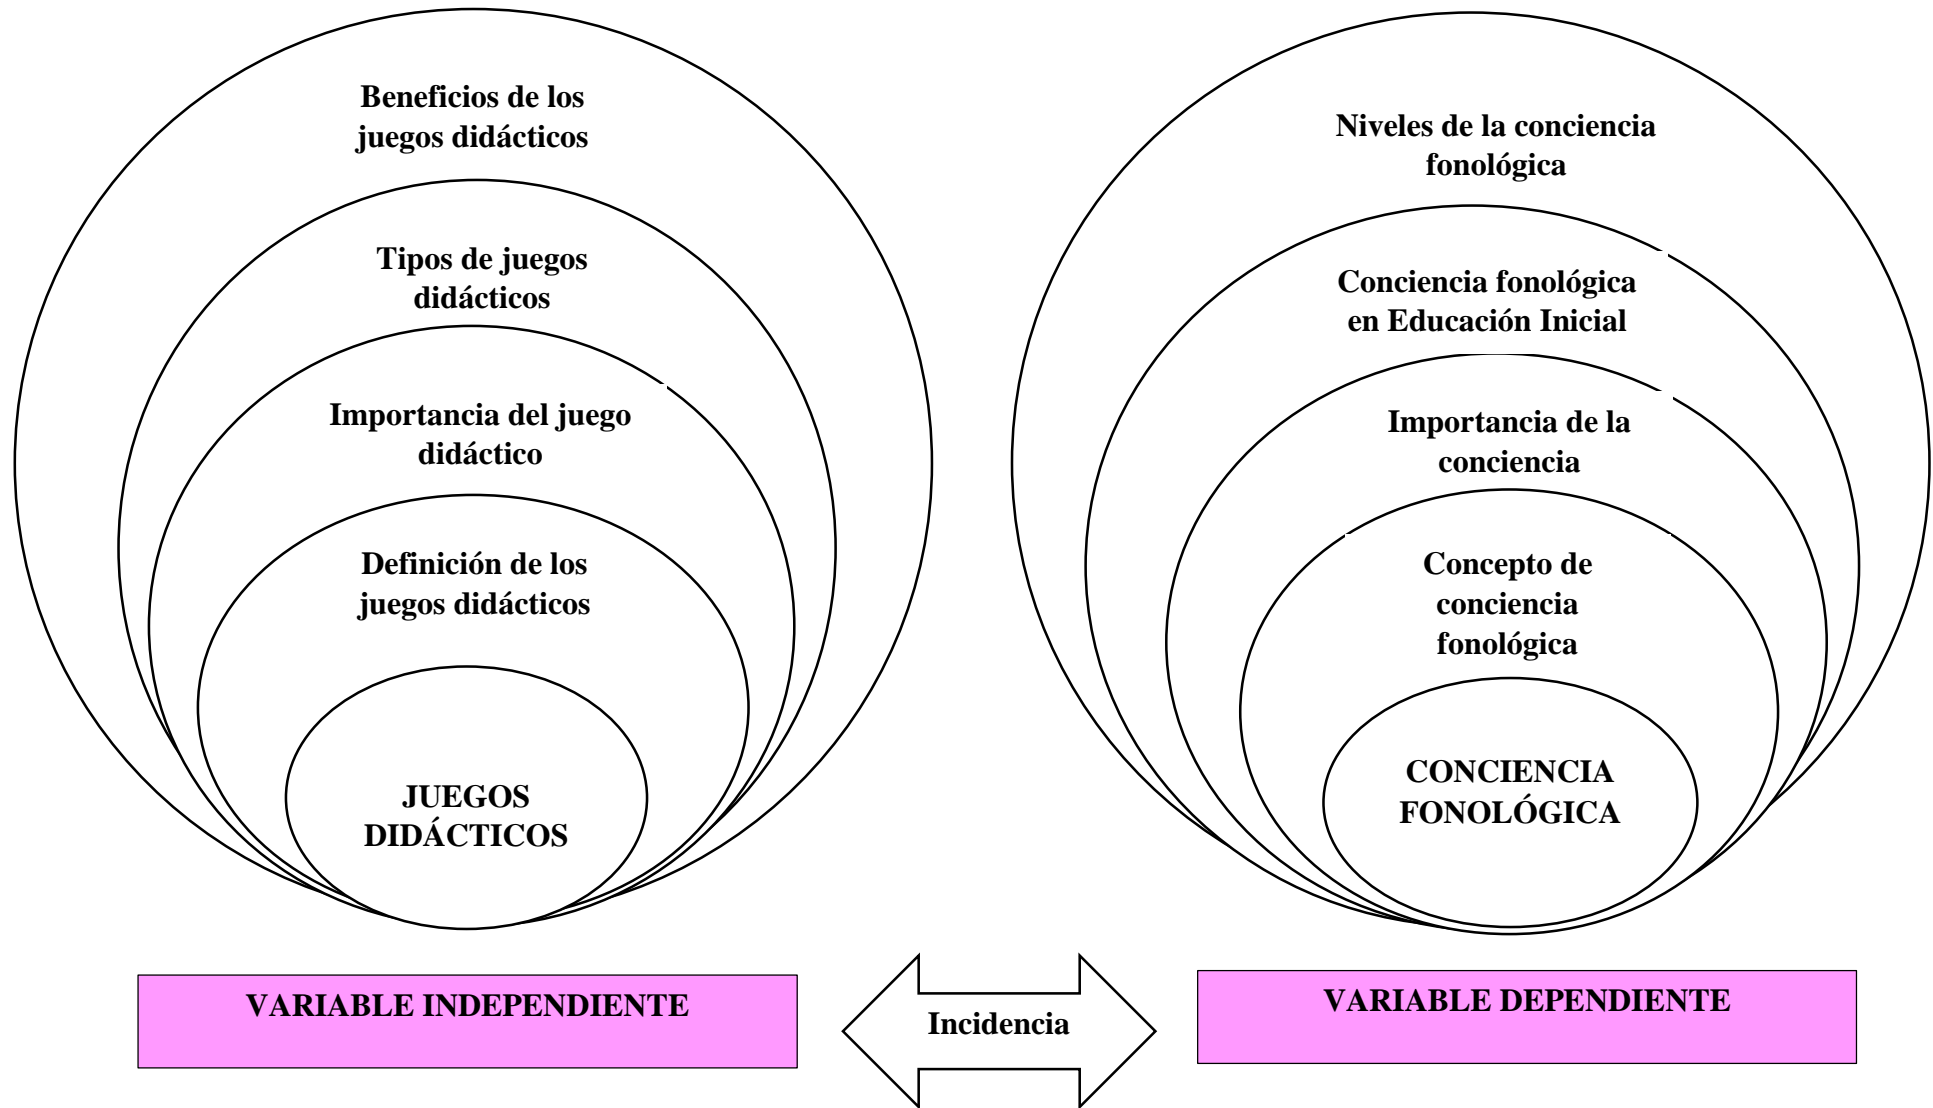 Beneficios de los
juegos didácticos
Tipos de juegos
didácticos
Importancia del juego
didáctico
Definición de los
juegos didácticos
JUEGOS
DIDÁCTICOS
VARIABLE INDEPENDIENTE
Incidencia
Niveles de la conciencia
fonológica
Conciencia fonológica
en Educación Inicial
Importancia de la
conciencia
Concepto de
conciencia
fonológica
CONCIENCIA
FONOLÓGICA
VARIABLE DEPENDIENTE